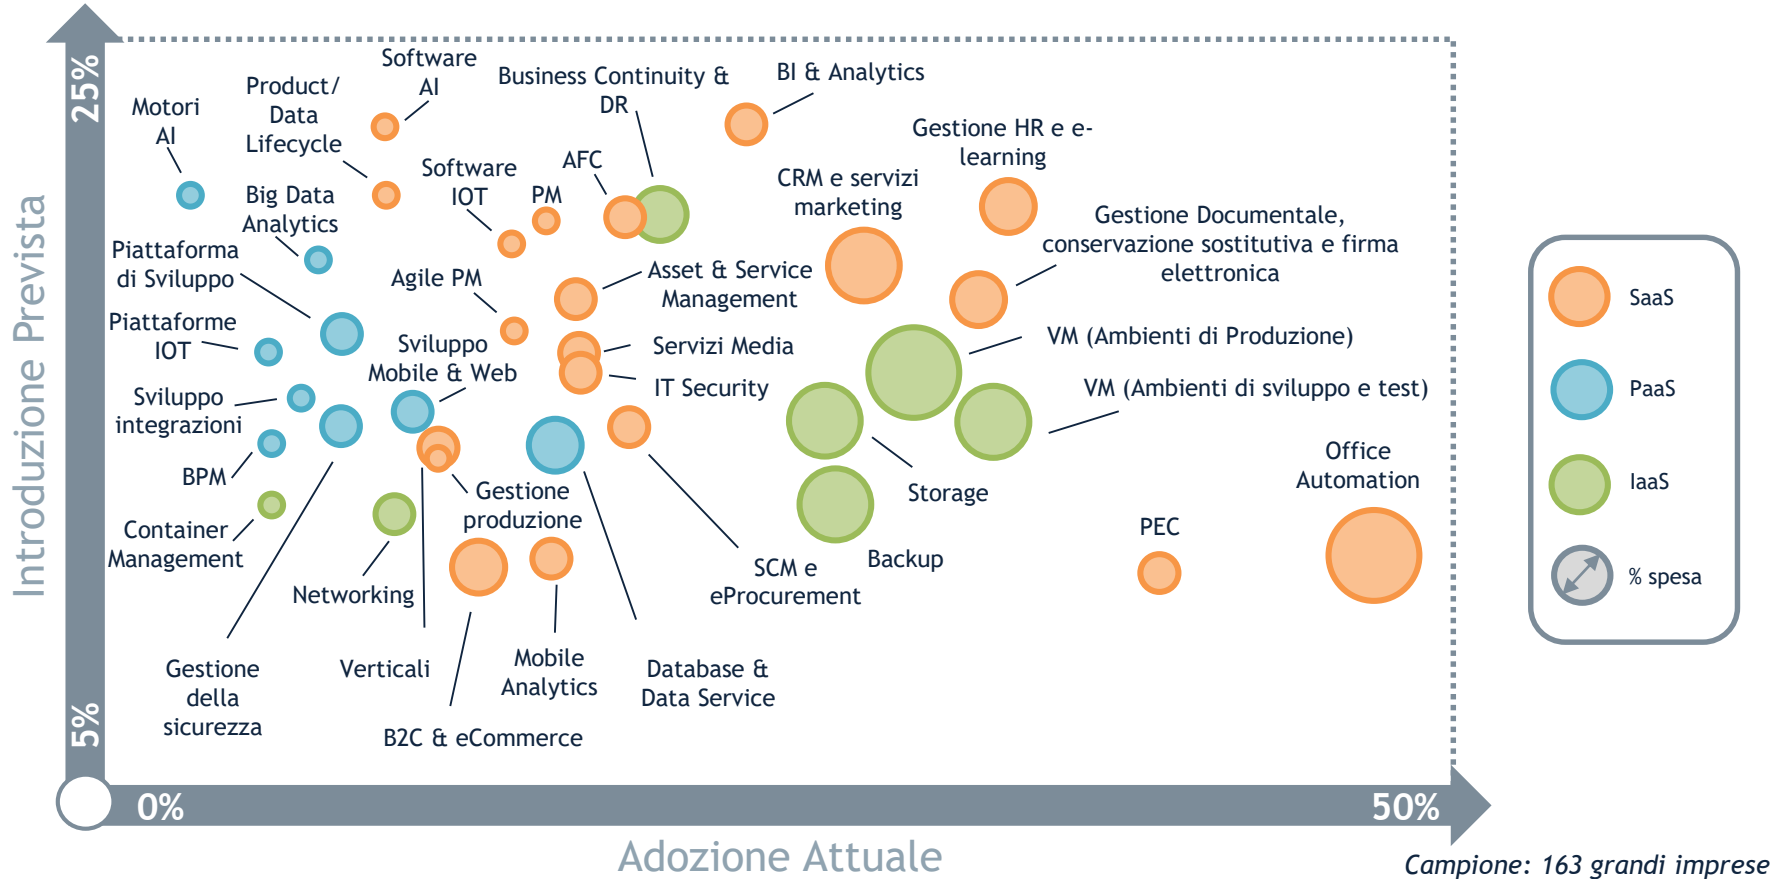 25%
Introduzione Prevista
5%
0%
50%
Adozione Attuale
Motori
AI
Product/
Data
Lifecycle
Software
AI
Business Continuity &
DR
BI & Analytics
Gestione HR e e-
learning
CRM e servizi
marketing
Gestione Documentale,
conservazione sostitutiva e firma
elettronica
AFC
PM
Software
IOT
Big Data
Analytics
Piattaforma
di Sviluppo
Agile PM
Asset & Service
Management
Piattaforme
IOT
Sviluppo
Mobile & Web
Servizi Media
IT Security
VM (Ambienti di Produzione)
VM (Ambienti di sviluppo e test)
Sviluppo
integrazioni
BPM
Container
Management
Gestione
produzione
Storage
Office
Automation
PEC
Backup
SCM e
eProcurement
Networking
Gestione
della
sicurezza
Verticali
Mobile
Analytics
Database &
Data Service
B2C & eCommerce
SaaS
PaaS
IaaS
% spesa
Campione: 163 grandi imprese